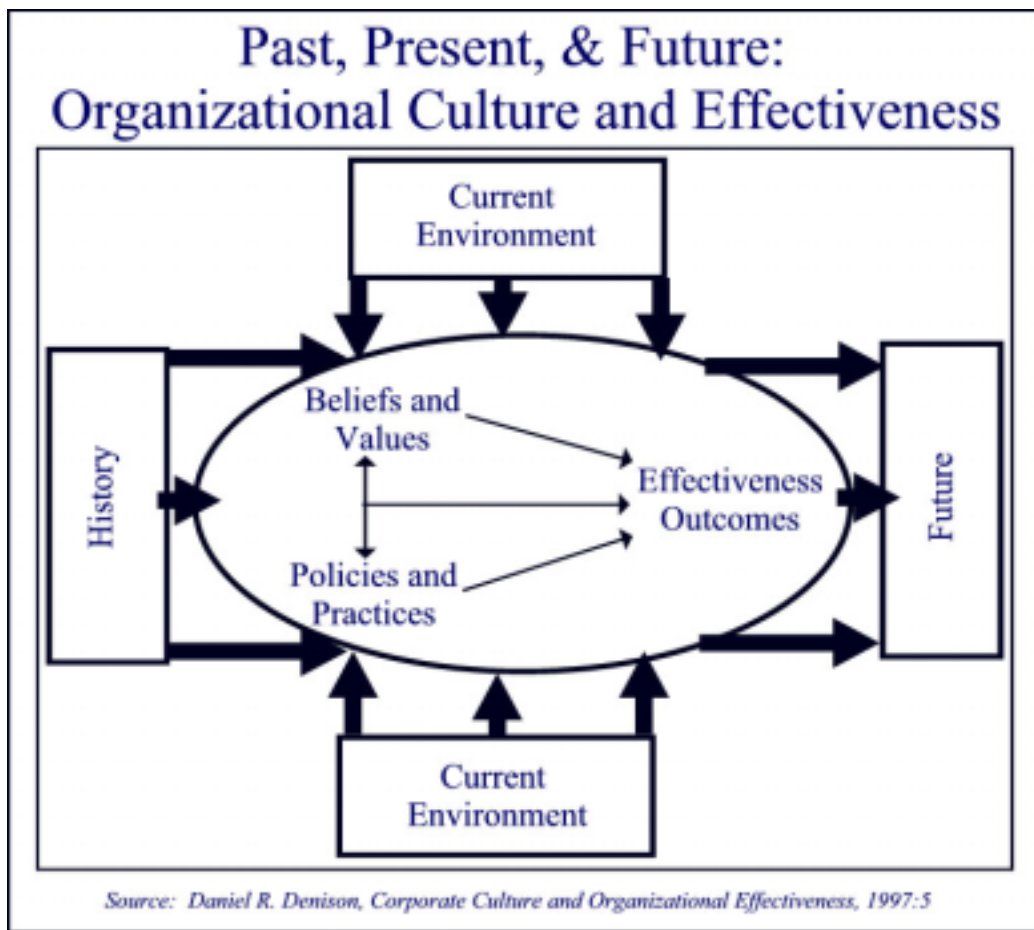 Past, Present, & Future:
Organizational Culture and Effectiveness
Current
Environment
History
Beliefs and
Values
Effectiveness
Outcomes
Policies and
Practices
Future
Current
Environment
Source: Daniel R. Denison, Corporate Culture and Organizational Effectiveness, 1997:5